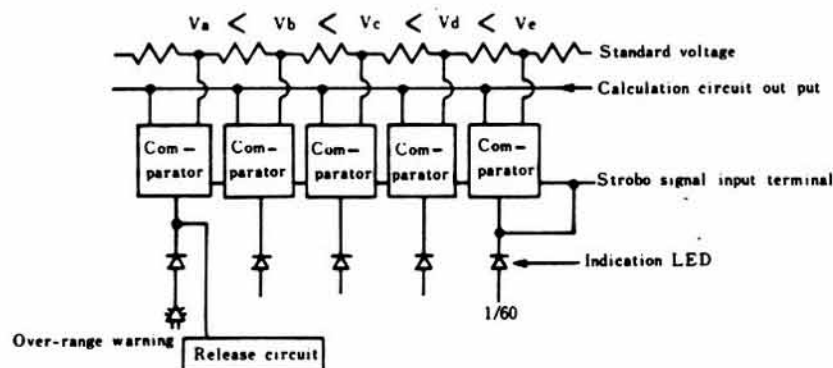 Va < Vb < Vc < Vd < Ve
Standard voltage
Calculation circuit out put
Com-
parator
Com-
parator
Com-
parator
Com-
parator
Com-
parator
Strobo signal input terminal
Indication LED
1/60
Over-range warning
Release circuit